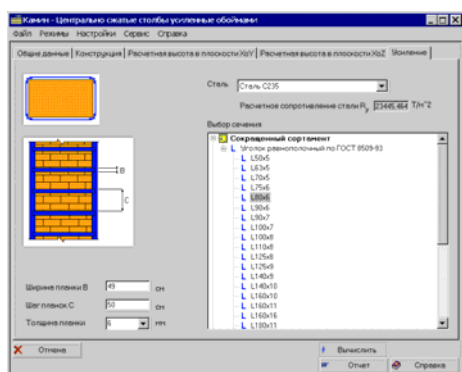 Камин - Центрально сжатые столбы усиленные обоймами
Файл Режимы Настройки Сервис Справка
Общие данные Конструкция Расчетная высота в плоскости XoY Расчетная высота в плоскости XoZ Усиление
Сталь Сталь С235
Расчетное сопротивление стали Ry 23445,464 Т/м^2
Выбор сечения
Сокращенный сортамент
L Уголок равнополочный по ГОСТ 8509-93
L L50x5
L L63x5
L L70x5
L L75x6
L L80x6
L L90x6
L L90x7
L L100x7
L L100x8
L L110x8
L L125x8
L L125x9
L L140x9
L L140x10
L L160x10
L L160x11
L L160x16
L L180x11
B
C
Ширина планки B 49 см
Шаг планок C 50 см
Толщина планки 6 мм
Отмена
Вычислить
Отчет
Справка